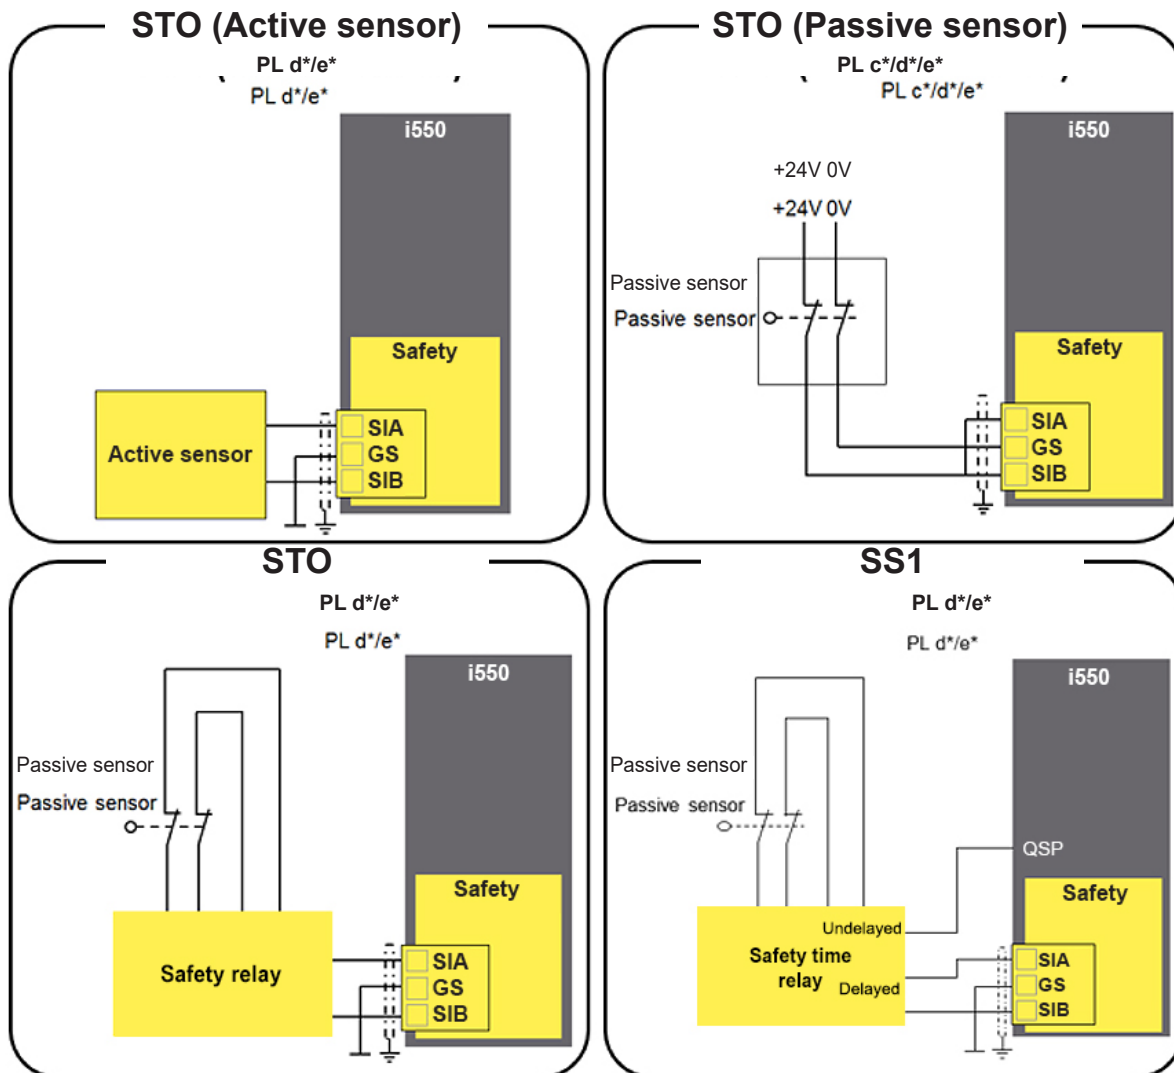 STO (Active sensor)
PL d*/e*
PL d*/e*
i550
Safety
Active sensor
SIA
GS
SIB
STO (Passive sensor)
PL c*/d*/e*
PL c*/d*/e*
i550
+24V 0V
+24V 0V
Passive sensor
Passive sensor
Safety
SIA
GS
SIB
STO
PL d*/e*
PL d*/e*
i550
Passive sensor
Passive sensor
Safety
Safety relay
SIA
GS
SIB
SS1
PL d*/e*
PL d*/e*
i550
Passive sensor
Passive sensor
QSP
Safety
Undelayed
Safety time
relay
Delayed
SIA
GS
SIB